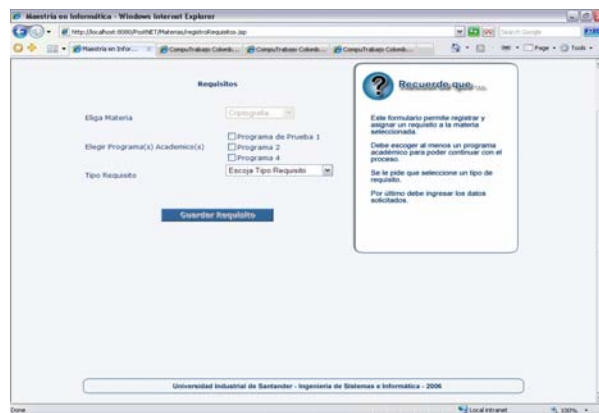 Maestría en Informática - Windows Internet Explorer
http://localhost:8080/PostNET/Materias/registroRequisitos.jsp
Search Google
Maestría en Infor...
CompuTrabajo Colomb...
CompuTrabajo Colomb...
CompuTrabajo Colomb...
Page
Tools
Requisitos
Eliga Materia
Criptografia
Elegir Programa(s) Academico(s)
Programa de Prueba 1
Programa 2
Programa 4
Tipo Requisito
Escoja Tipo Requisito
Guardar Requisito
Recuerde que...
Este formulario permite registrar y
asignar un requisito a la materia
seleccionada.
Debe escoger al menos un programa
académico para poder continuar con el
proceso.
Se le pide que seleccione un tipo de
requisito.
Por último debe ingresar los datos
solicitados.
Universidad Industrial de Santander - Ingeniería de Sistemas e Informática - 2006
Done
Local intranet
100%